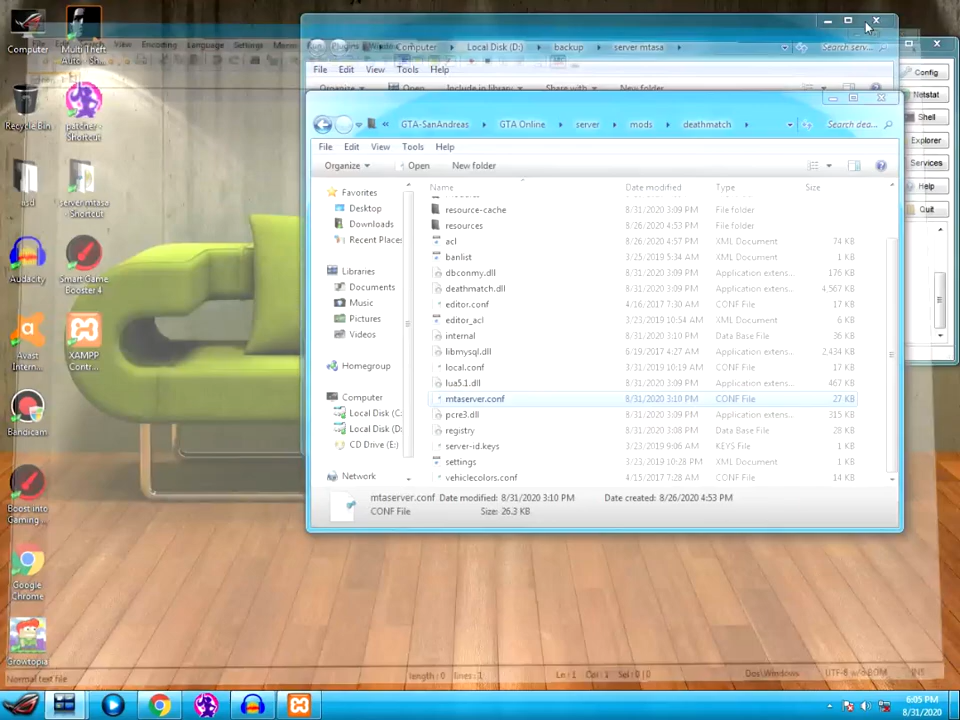 Computer
Multi Theft
Auto - Sh...
Recycle Bin
patcher -
Shortcut
asd
server mtasa
- Shortcut
Audacity
Smart Game
Booster 4
Avast
Intern...
XAMPP
Contr...
Bandicam
Boost into
Gaming ...
Google
Chrome
Growtopia
View Encoding Language Settings
Plugins
Computer Local Disk (D:) backup server mtasa
Search serv...
File Edit View Tools Help
Organize Open Include in library Share with New folder
Config
Netstat
Shell
Explorer
Services
Help
Quit
« GTA-SanAndreas GTA Online server mods deathmatch
Search dea...
File Edit View Tools Help
Organize Open New folder
Favorites
Desktop
Downloads
Recent Places
Libraries
Documents
Music
Pictures
Videos
Homegroup
Computer
Local Disk (C:
Local Disk (D:
CD Drive (E:)
Network
Name Date modified Type Size
resource-cache 8/31/2020 3:09 PM File folder
resources 8/26/2020 4:53 PM File folder
acl 8/26/2020 4:57 PM XML Document 74 KB
banlist 3/25/2019 5:34 AM XML Document 1 KB
dbconmy.dll 8/31/2020 3:09 PM Application extens... 176 KB
deathmatch.dll 8/31/2020 3:09 PM Application extens... 4,567 KB
editor.conf 4/16/2017 7:30 AM CONF File 17 KB
editor_acl 3/23/2019 10:54 AM XML Document 6 KB
internal 8/31/2020 3:10 PM Data Base File 17 KB
libmysql.dll 6/19/2017 4:27 AM Application extens... 2,434 KB
local.conf 3/31/2019 10:19 AM CONF File 17 KB
lua5.1.dll 8/31/2020 3:09 PM Application extens... 467 KB
mtaserver.conf 8/31/2020 3:10 PM CONF File 27 KB
pcre3.dll 8/31/2020 3:09 PM Application extens... 315 KB
registry 8/31/2020 3:08 PM Data Base File 28 KB
server-id.keys 3/23/2019 9:06 AM KEYS File 1 KB
settings 3/23/2019 10:28 PM XML Document 1 KB
vehiclecolors.conf 4/15/2017 7:28 AM CONF File 14 KB
mtaserver.conf Date modified: 8/31/2020 3:10 PM Date created: 8/26/2020 4:53 PM
CONF File Size: 26.3 KB
Normal text file length: 0 lines: 1 Ln: 1 Col: 1 Sel: 0 | 0 Dos\Windows UTF-8 w/o BOM INS
6:05 PM
8/31/2020